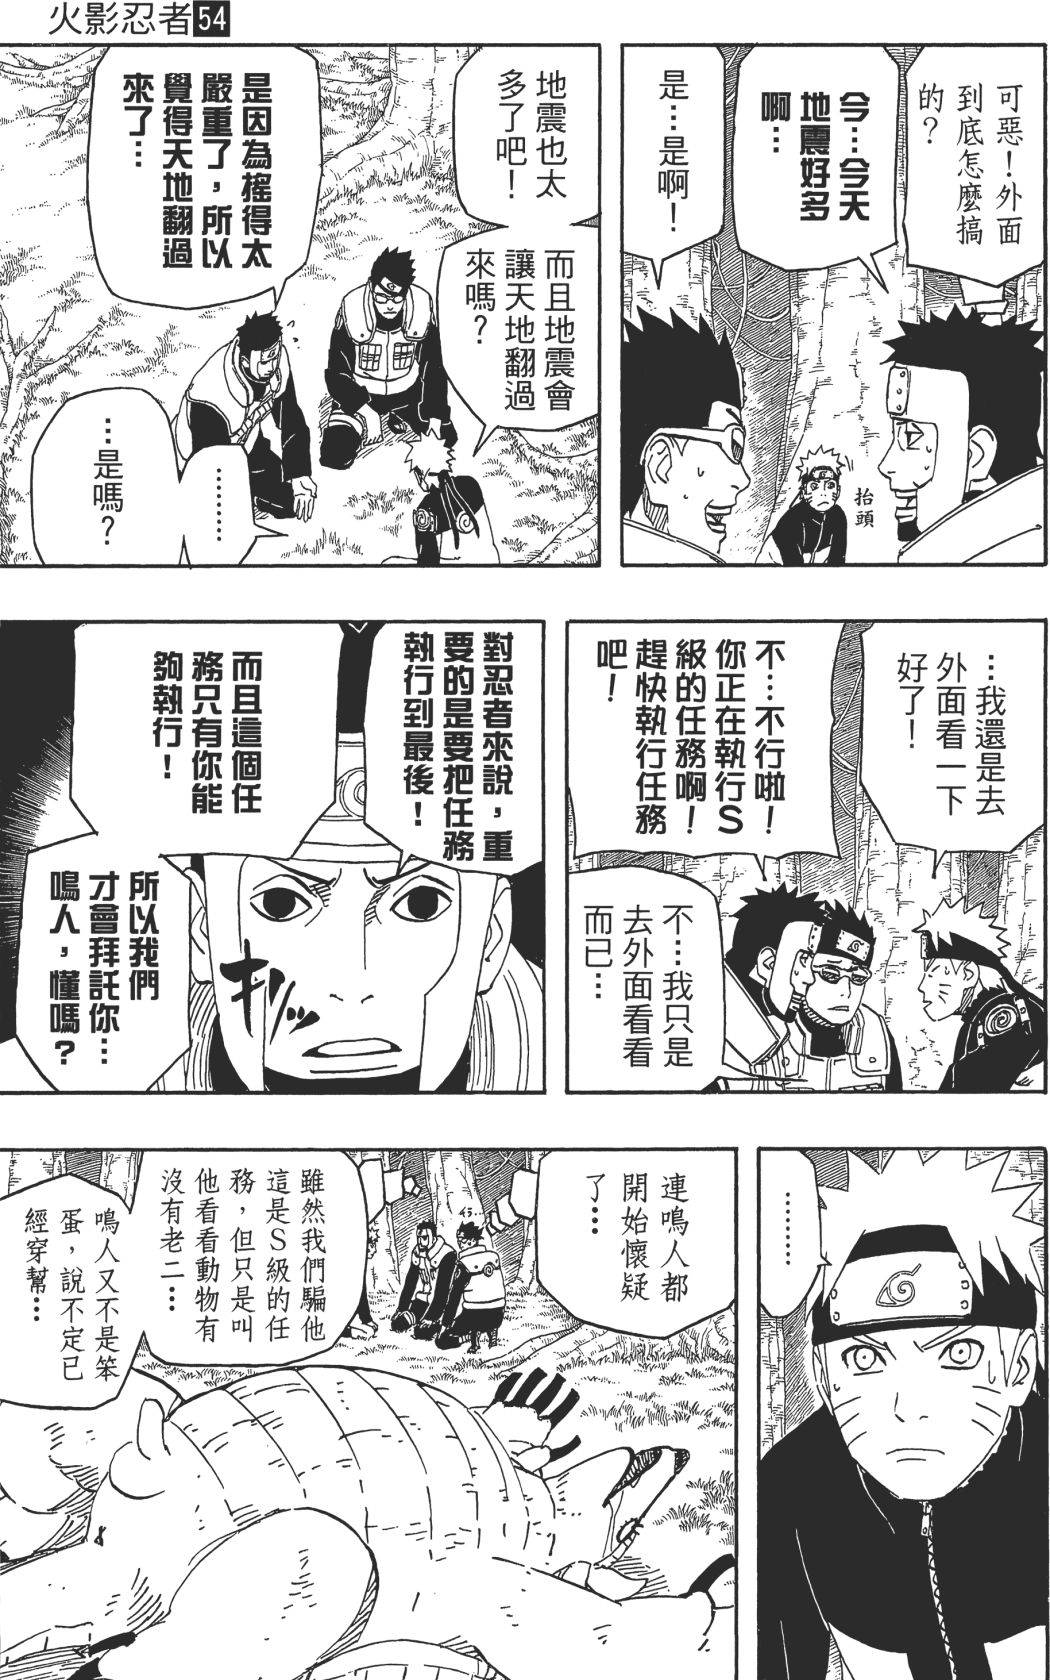 火影忍者54
可惡！外面
到底怎麼搞
的？
今…今天
地震好多
啊…
是…是啊！
抬頭
地震也太
多了吧！
而且地震會
讓天地翻過
來嗎？
是因為搖得太
嚴重了，所以
覺得天地翻過
來了…
………
…是嗎？
…我還是去
外面看一下
好了！
不…不行啦！
你正在執行S
級的任務啊！
趕快執行任務
吧！
不…我只是
去外面看看
而已…
對忍者來說，重
要的是要把任務
執行到最後！
而且這個任
務只有你能
夠執行！
所以我們
才會拜託你…
鳴人，懂嗎？
キッ
………
連鳴人都
開始懷疑
了…
雖然我們騙他
這是S級的任
務，但只是叫
他看看動物有
沒有老二…
鳴人又不是笨
蛋，說不定已
經穿幫…